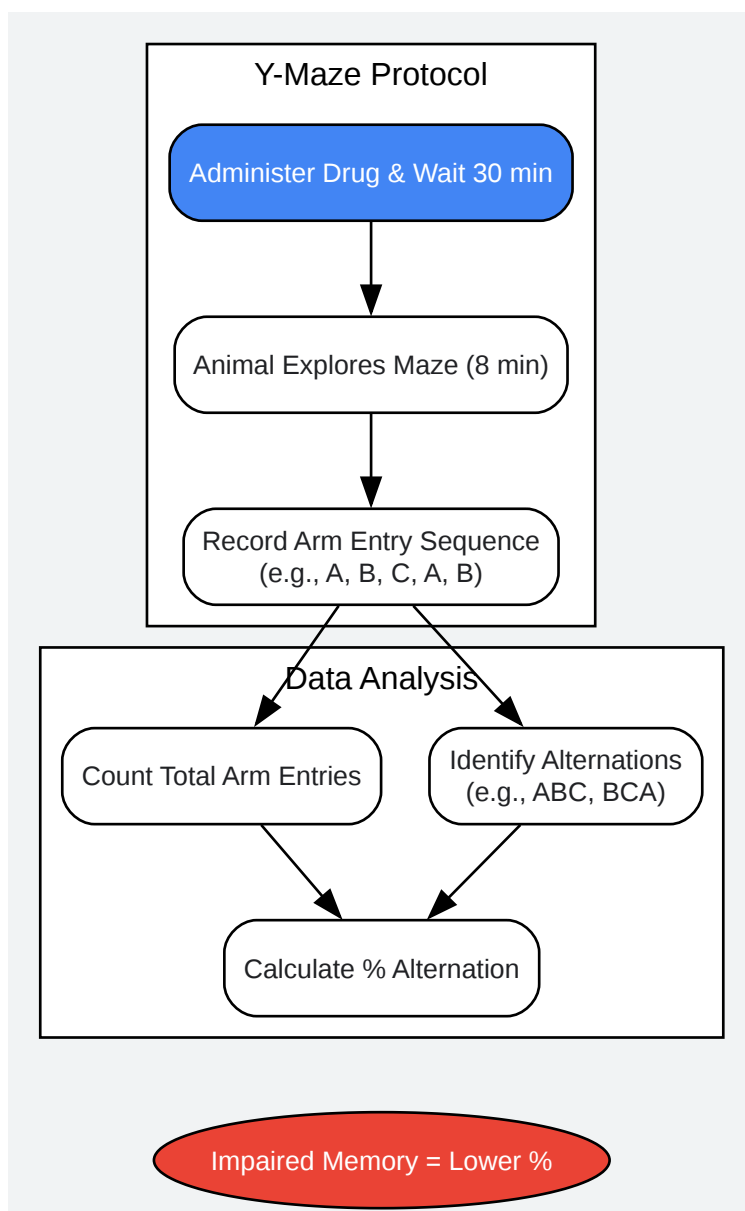 Y-Maze Protocol
Administer Drug & Wait 30 min
Animal Explores Maze (8 min)
Record Arm Entry Sequence
(e.g., A, B, C, A, B)
Data Analysis
Count Total Arm Entries
Identify Alternations
(e.g., ABC, BCA)
Calculate % Alternation
Impaired Memory = Lower %